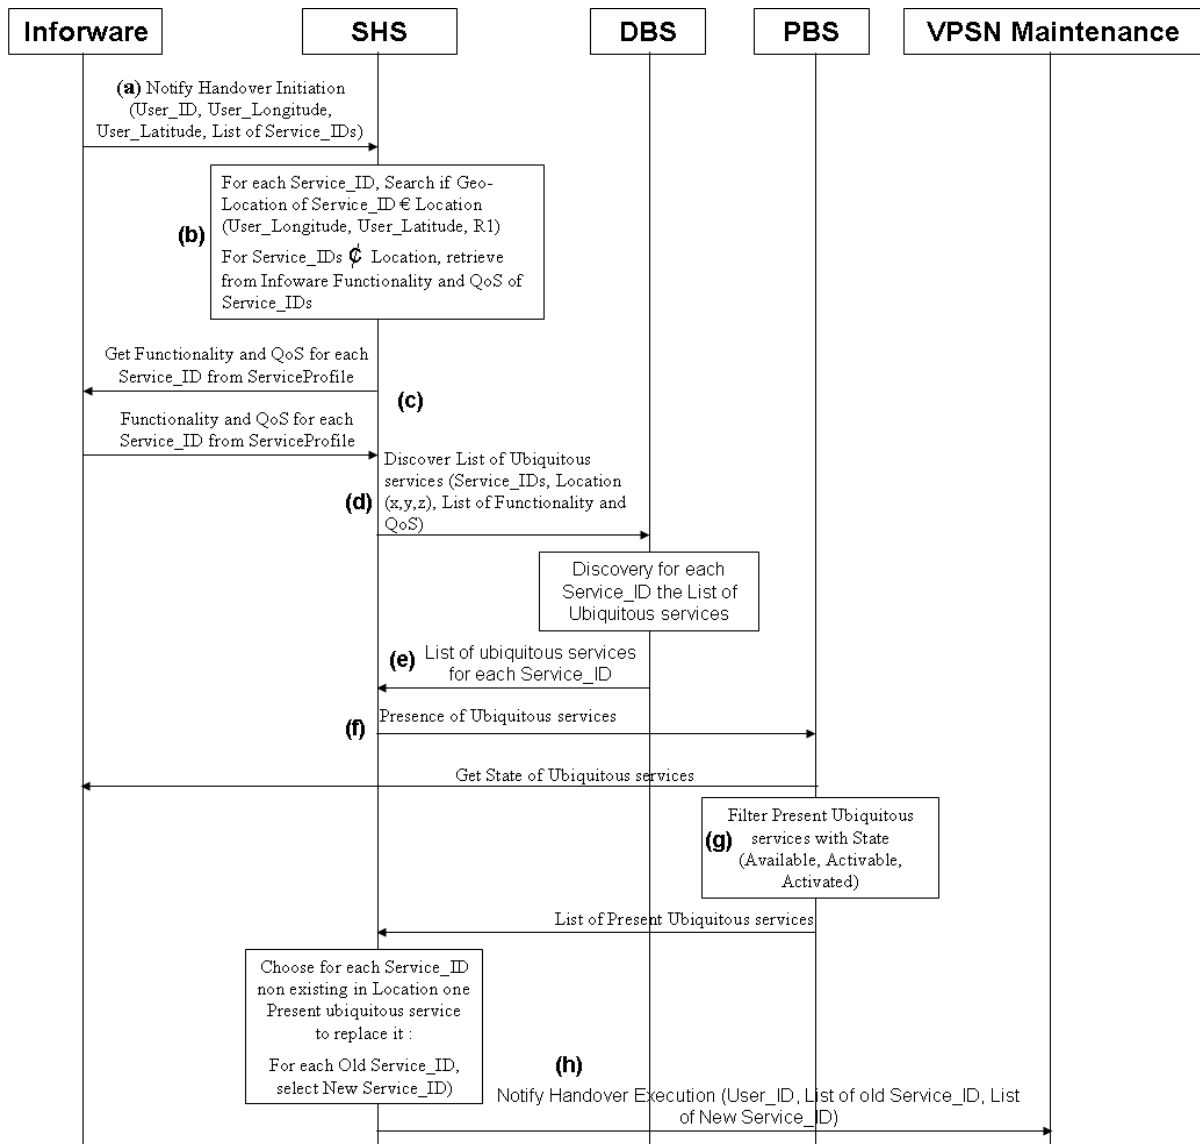 Inforware SHS DBS PBS VPSN Maintenance
(a) Notify Handover Initiation
(User_ID, User_Longitude,
User_Latitude, List of Service_IDs)
For each Service_ID, Search if Geo-
Location of Service_ID € Location
(User_Longitude, User_Latitude, R1)
(b)
For Service_IDs ₵ Location, retrieve
from Infoware Functionality and QoS of
Service_IDs
Get Functionality and QoS for each
Service_ID from ServiceProfile
(c)
Functionality and QoS for each
Service_ID from ServiceProfile
Discover List of Ubiquitous
services (Service_IDs, Location
(d)
(x,y,z), List of Functionality and
QoS)
Discovery for each
Service_ID the List of
Ubiquitous services
(e)
List of ubiquitous services
for each Service_ID
(f)
Presence of Ubiquitous services
Get State of Ubiquitous services
Filter Present Ubiquitous
services with State
(g)
(Available, Activable,
Activated)
List of Present Ubiquitous services
Choose for each Service_ID
non existing in Location one
Present ubiquitous service
to replace it :
For each Old Service_ID,
select New Service_ID)
(h)
Notify Handover Execution (User_ID, List of old Service_ID, List
of New Service_ID)